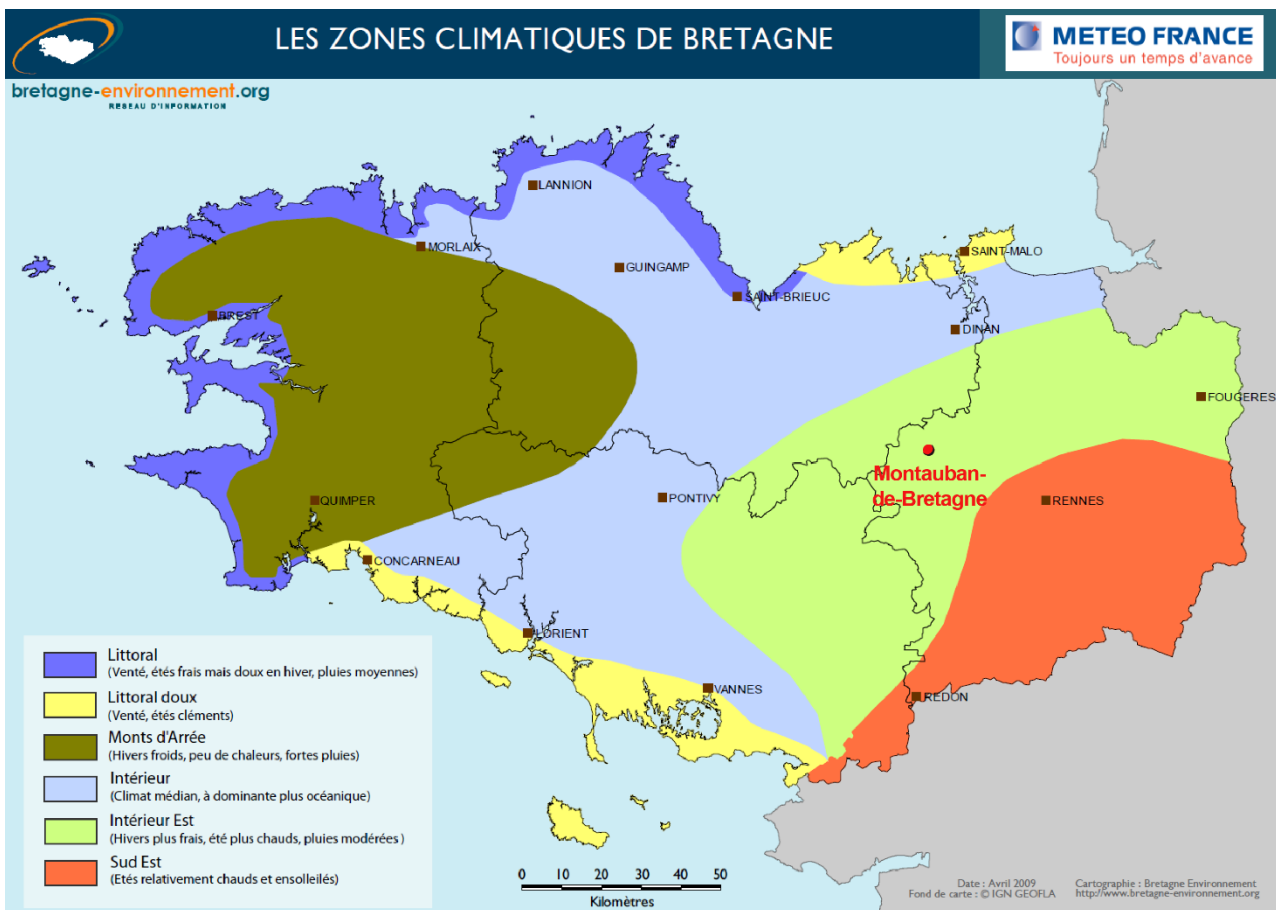 LES ZONES CLIMATIQUES DE BRETAGNE
METEO FRANCE
Toujours un temps d'avance
bretagne-environnement.org
RESEAU D'INFORMATION
LANNION
MORLAIX
GUINGAMP
SAINT-MALO
SAINT-BRIEUC
BREST
DINAN
FOUGERES
Montauban-
de-Bretagne
QUIMPER
PONTIVY
RENNES
CONCARNEAU
LORIENT
VANNES
REDON
Littoral
(Venté, étés frais mais doux en hiver, pluies moyennes)
Littoral doux
(Venté, étés cléments)
Monts d'Arrée
(Hivers froids, peu de chaleurs, fortes pluies)
Intérieur
(Climat médian, à dominante plus océanique)
Intérieur Est
(Hivers plus frais, été plus chauds, pluies modérées )
Sud Est
(Etés relativement chauds et ensolleilés)
0 10 20 30 40 50
Kilomètres
Date : Avril 2009
Fond de carte : © IGN GEOFLA
Cartographie : Bretagne Environnement
http://www.bretagne-environnement.org